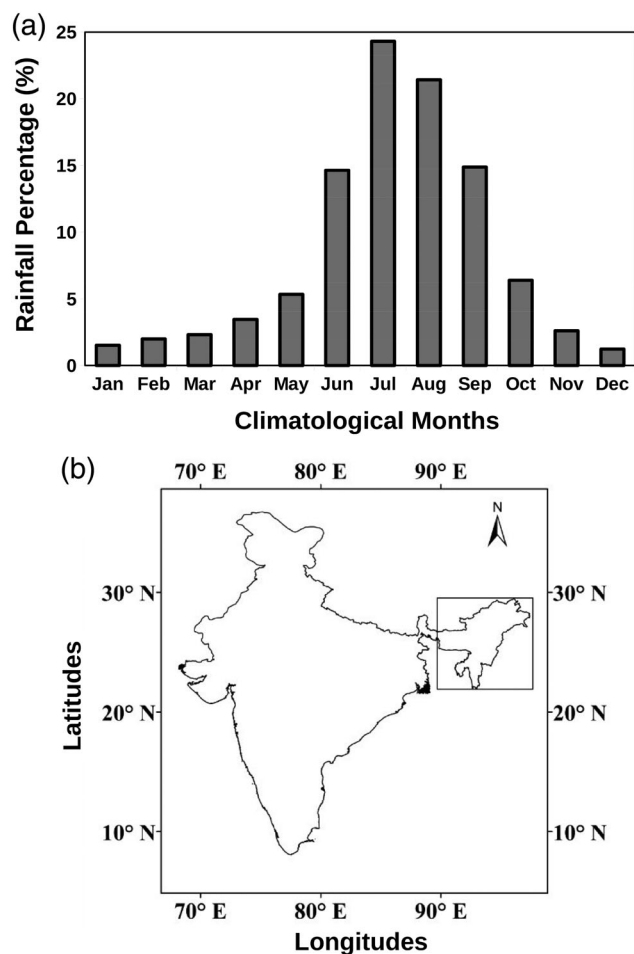 (a)
25
20
15
10
5
0
Rainfall Percentage (%)
Jan Feb Mar Apr May Jun Jul Aug Sep Oct Nov Dec
Climatological Months
(b)
70° E 80° E 90° E
N
30° N 30° N
20° N 20° N
10° N 10° N
Latitudes
70° E 80° E 90° E
Longitudes